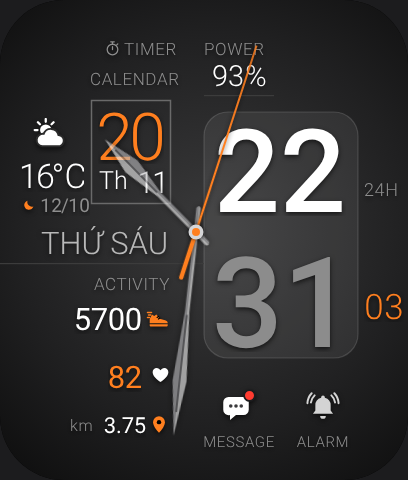 TIMER
POWER
CALENDAR
93%
20
Th 11
16°C
12/10
22
24H
THỨ SÁU
ACTIVITY
5700
31
03
82
km 3.75
MESSAGE
ALARM